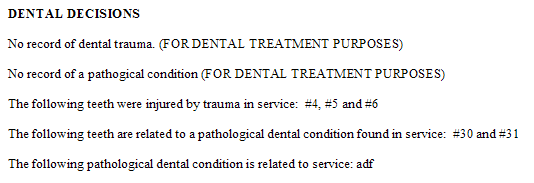 DENTAL DECISIONS
No record of dental trauma. (FOR DENTAL TREATMENT PURPOSES)
No record of a pathogical condition (FOR DENTAL TREATMENT PURPOSES)
The following teeth were injured by trauma in service:  #4, #5 and #6
The following teeth are related to a pathological dental condition found in service:  #30 and #31
The following pathological dental condition is related to service: adf